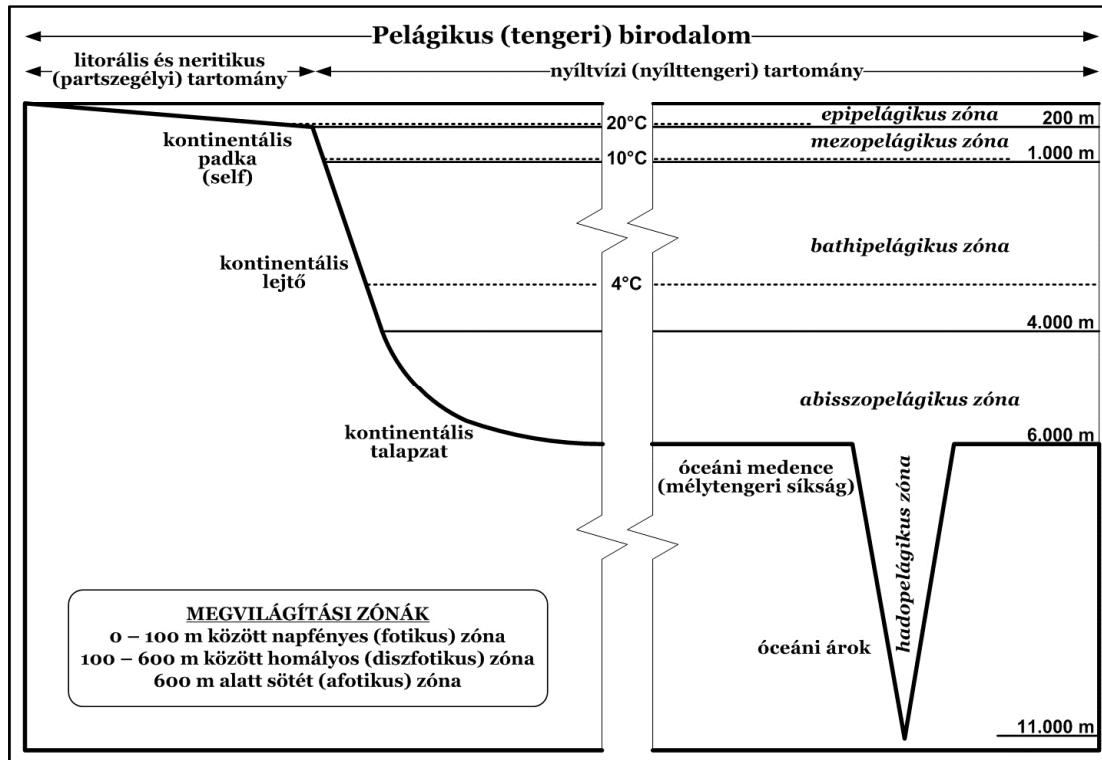 Pelágikus (tengeri) birodalom
litorális és neritikus
(partszegélyi) tartomány
nyíltvízi (nyílttengeri) tartomány
epipelágikus zóna
200 m
20°C
kontinentális
padka
(self)
mezopelágikus zóna
10°C
1.000 m
bathipelágikus zóna
kontinentális
lejtő
4°C
4.000 m
abisszopelágikus zóna
kontinentális
talapzat
6.000 m
óceáni medence
(mélytengeri síkság)
hadopelágikus zóna
MEGVILÁGÍTÁSI ZÓNÁK
0 – 100 m között napfényes (fotikus) zóna
100 – 600 m között homályos (diszfotikus) zóna
600 m alatt sötét (afotikus) zóna
óceáni árok
11.000 m